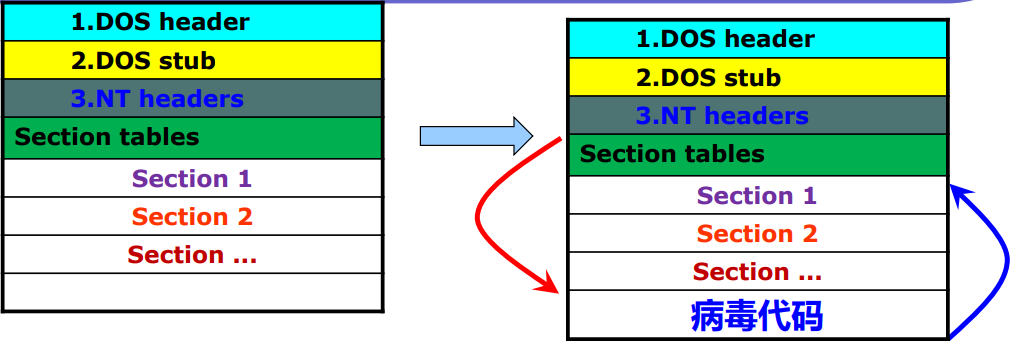 1.DOS header
2.DOS stub
3.NT headers
Section tables
Section 1
Section 2
Section ...
1.DOS header
2.DOS stub
3.NT headers
Section tables
Section 1
Section 2
Section ...
病毒代码